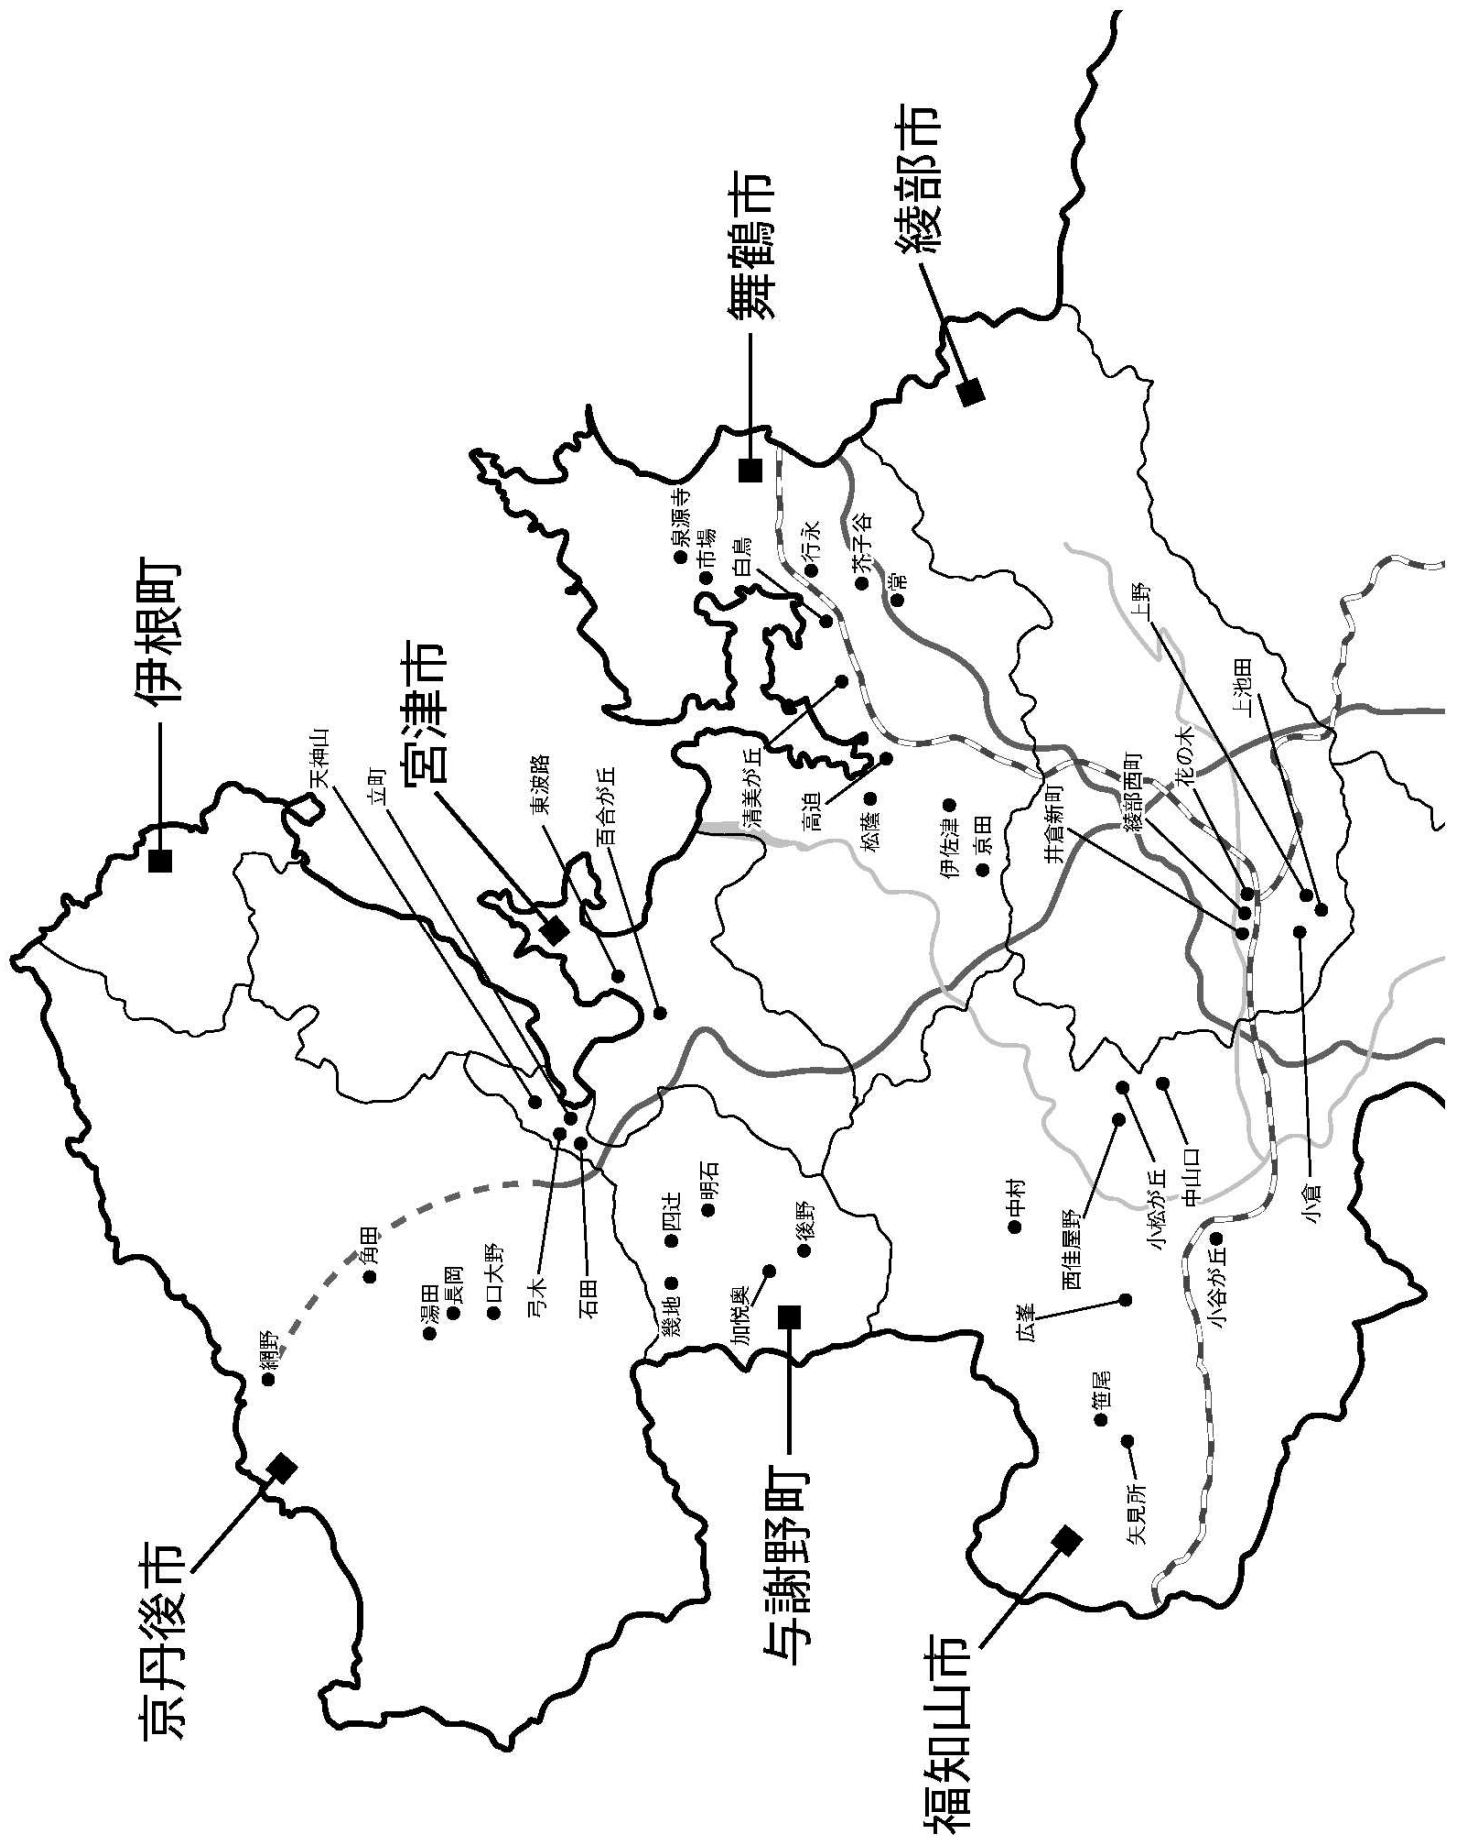 京丹後市
伊根町
宮津市
舞鶴市
綾部市
与謝野町
福知山市
網野
角田
湯田
長岡
口大野
弓木
石田
天神山
立町
東波路
百合が丘
四辻
明石
幾地
加悦奥
後野
泉源寺
市場
白鳥
行永
芥子谷
常
清美が丘
高迫
松蔭
伊佐津
京田
井倉新町
綾部西町
花の木
上野
上池田
小倉
中村
西佳屋野
小松が丘
中山口
小谷が丘
広峯
笹尾
矢見所